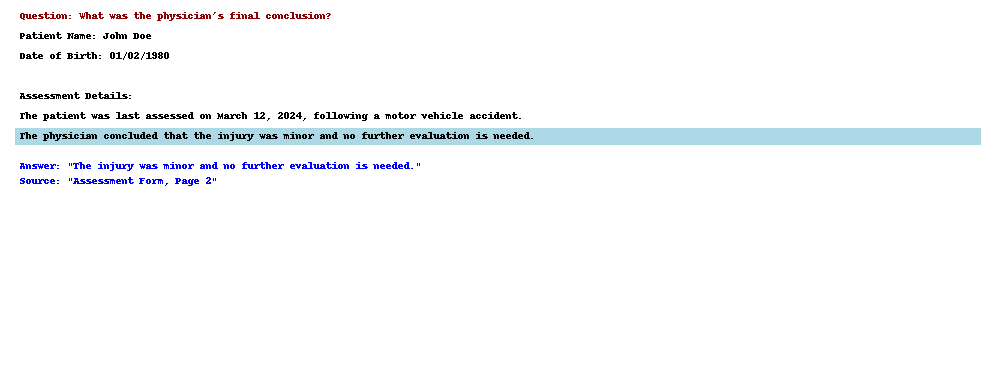 Question: What was the physician's final conclusion?
Patient Name: John Doe
Date of Birth: 01/02/1980
Assessment Details:
The patient was last assessed on March 12, 2024, following a motor vehicle accident.
The physician concluded that the injury was minor and no further evaluation is needed.
Answer: "The injury was minor and no further evaluation is needed."
Source: "Assessment Form, Page 2"